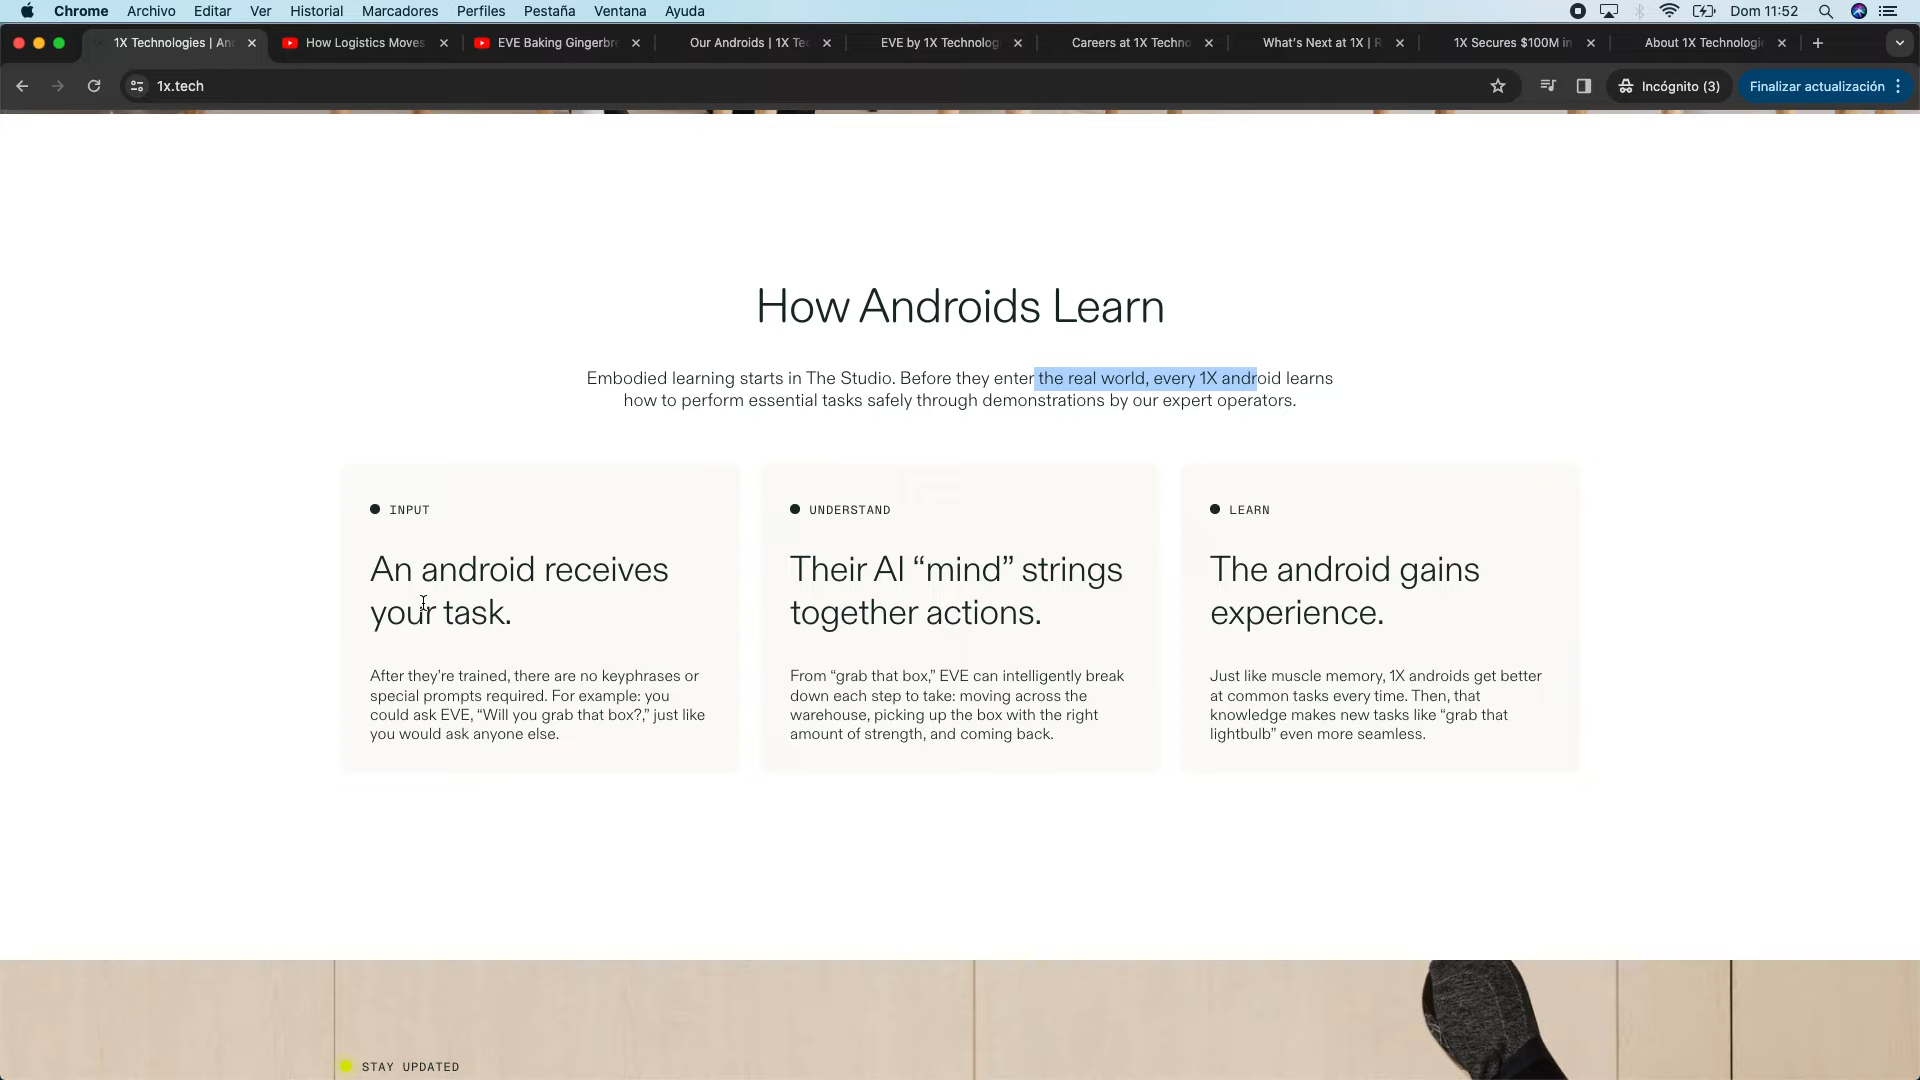 Chrome Archivo Editar Ver Historial Marcadores Perfiles Pestaña Ventana Ayuda Dom 11:52
1X Technologies | An How Logistics Moves EVE Baking Gingerbre Our Androids | 1X Tec EVE by 1X Technolog Careers at 1X Techno What's Next at 1X | R 1X Secures $100M in About 1X Technologi
1x.tech Incógnito (3) Finalizar actualización
How Androids Learn
Embodied learning starts in The Studio. Before they enter the real world, every 1X android learns
how to perform essential tasks safely through demonstrations by our expert operators.
INPUT
An android receives
your task.
After they're trained, there are no keyphrases or
special prompts required. For example: you
could ask EVE, “Will you grab that box?,” just like
you would ask anyone else.
UNDERSTAND
Their AI “mind” strings
together actions.
From “grab that box,” EVE can intelligently break
down each step to take: moving across the
warehouse, picking up the box with the right
amount of strength, and coming back.
LEARN
The android gains
experience.
Just like muscle memory, 1X androids get better
at common tasks every time. Then, that
knowledge makes new tasks like “grab that
lightbulb” even more seamless.
STAY UPDATED